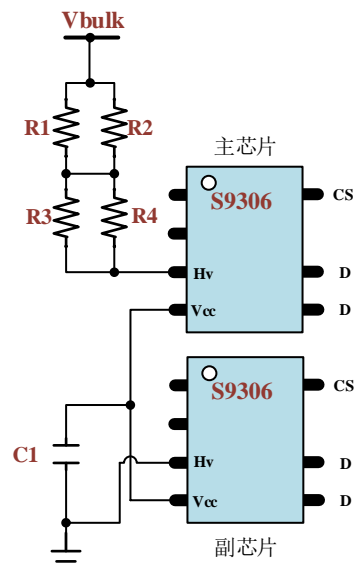 Vbulk
R1
R2
主芯片
S9306
CS
R3
R4
Hv
D
Vcc
D
S9306
CS
C1
Hv
D
Vcc
D
副芯片